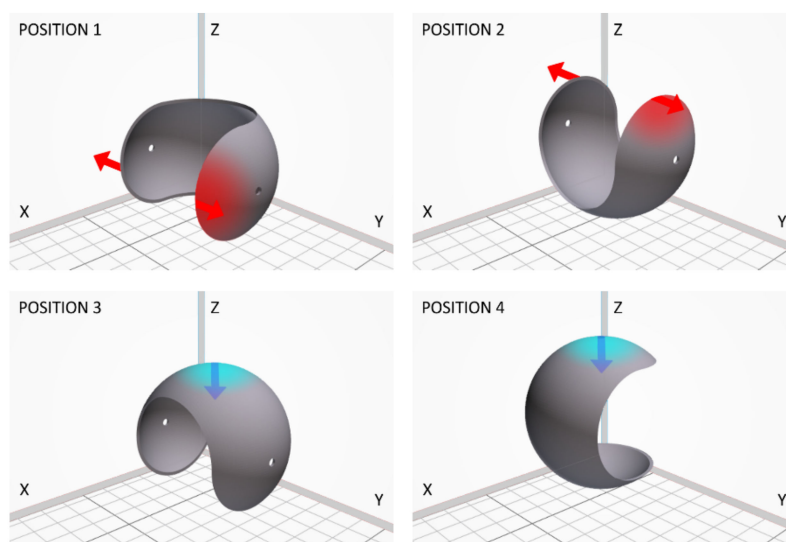 POSITION 1
Z
X
Y
POSITION 2
Z
X
Y
POSITION 3
Z
X
Y
POSITION 4
Z
X
Y